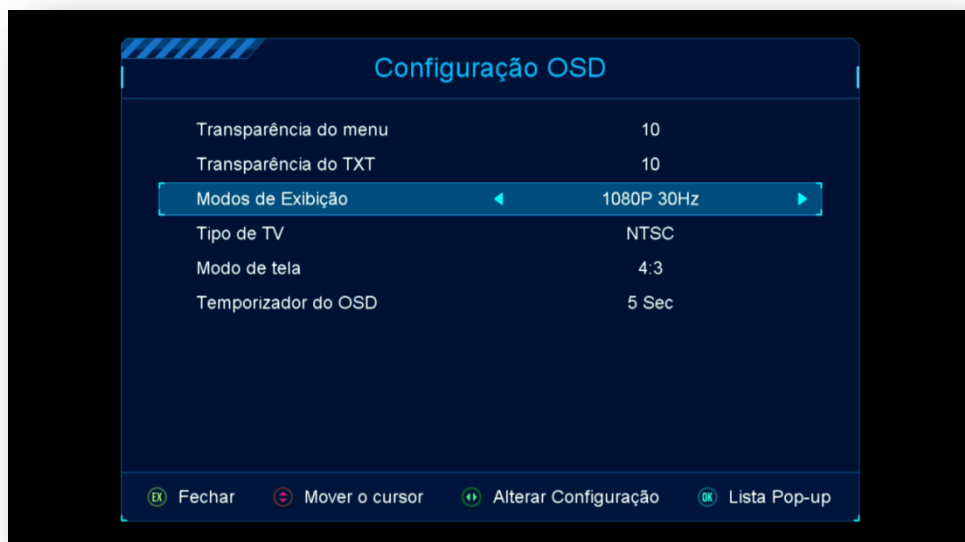 Configuração OSD
Transparência do menu 10
Transparência do TXT 10
Modos de Exibição 1080P 30Hz
Tipo de TV NTSC
Modo de tela 4:3
Temporizador do OSD 5 Sec
EX Fechar Mover o cursor Alterar Configuração OK Lista Pop-up